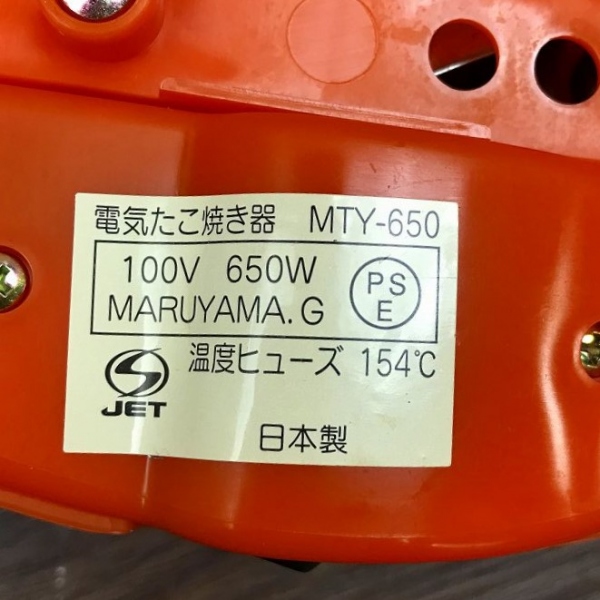 電気たこ焼き器 MTY-650
100V 650W
MARUYAMA.G
PS
E
JET
温度ヒューズ 154℃
日本製